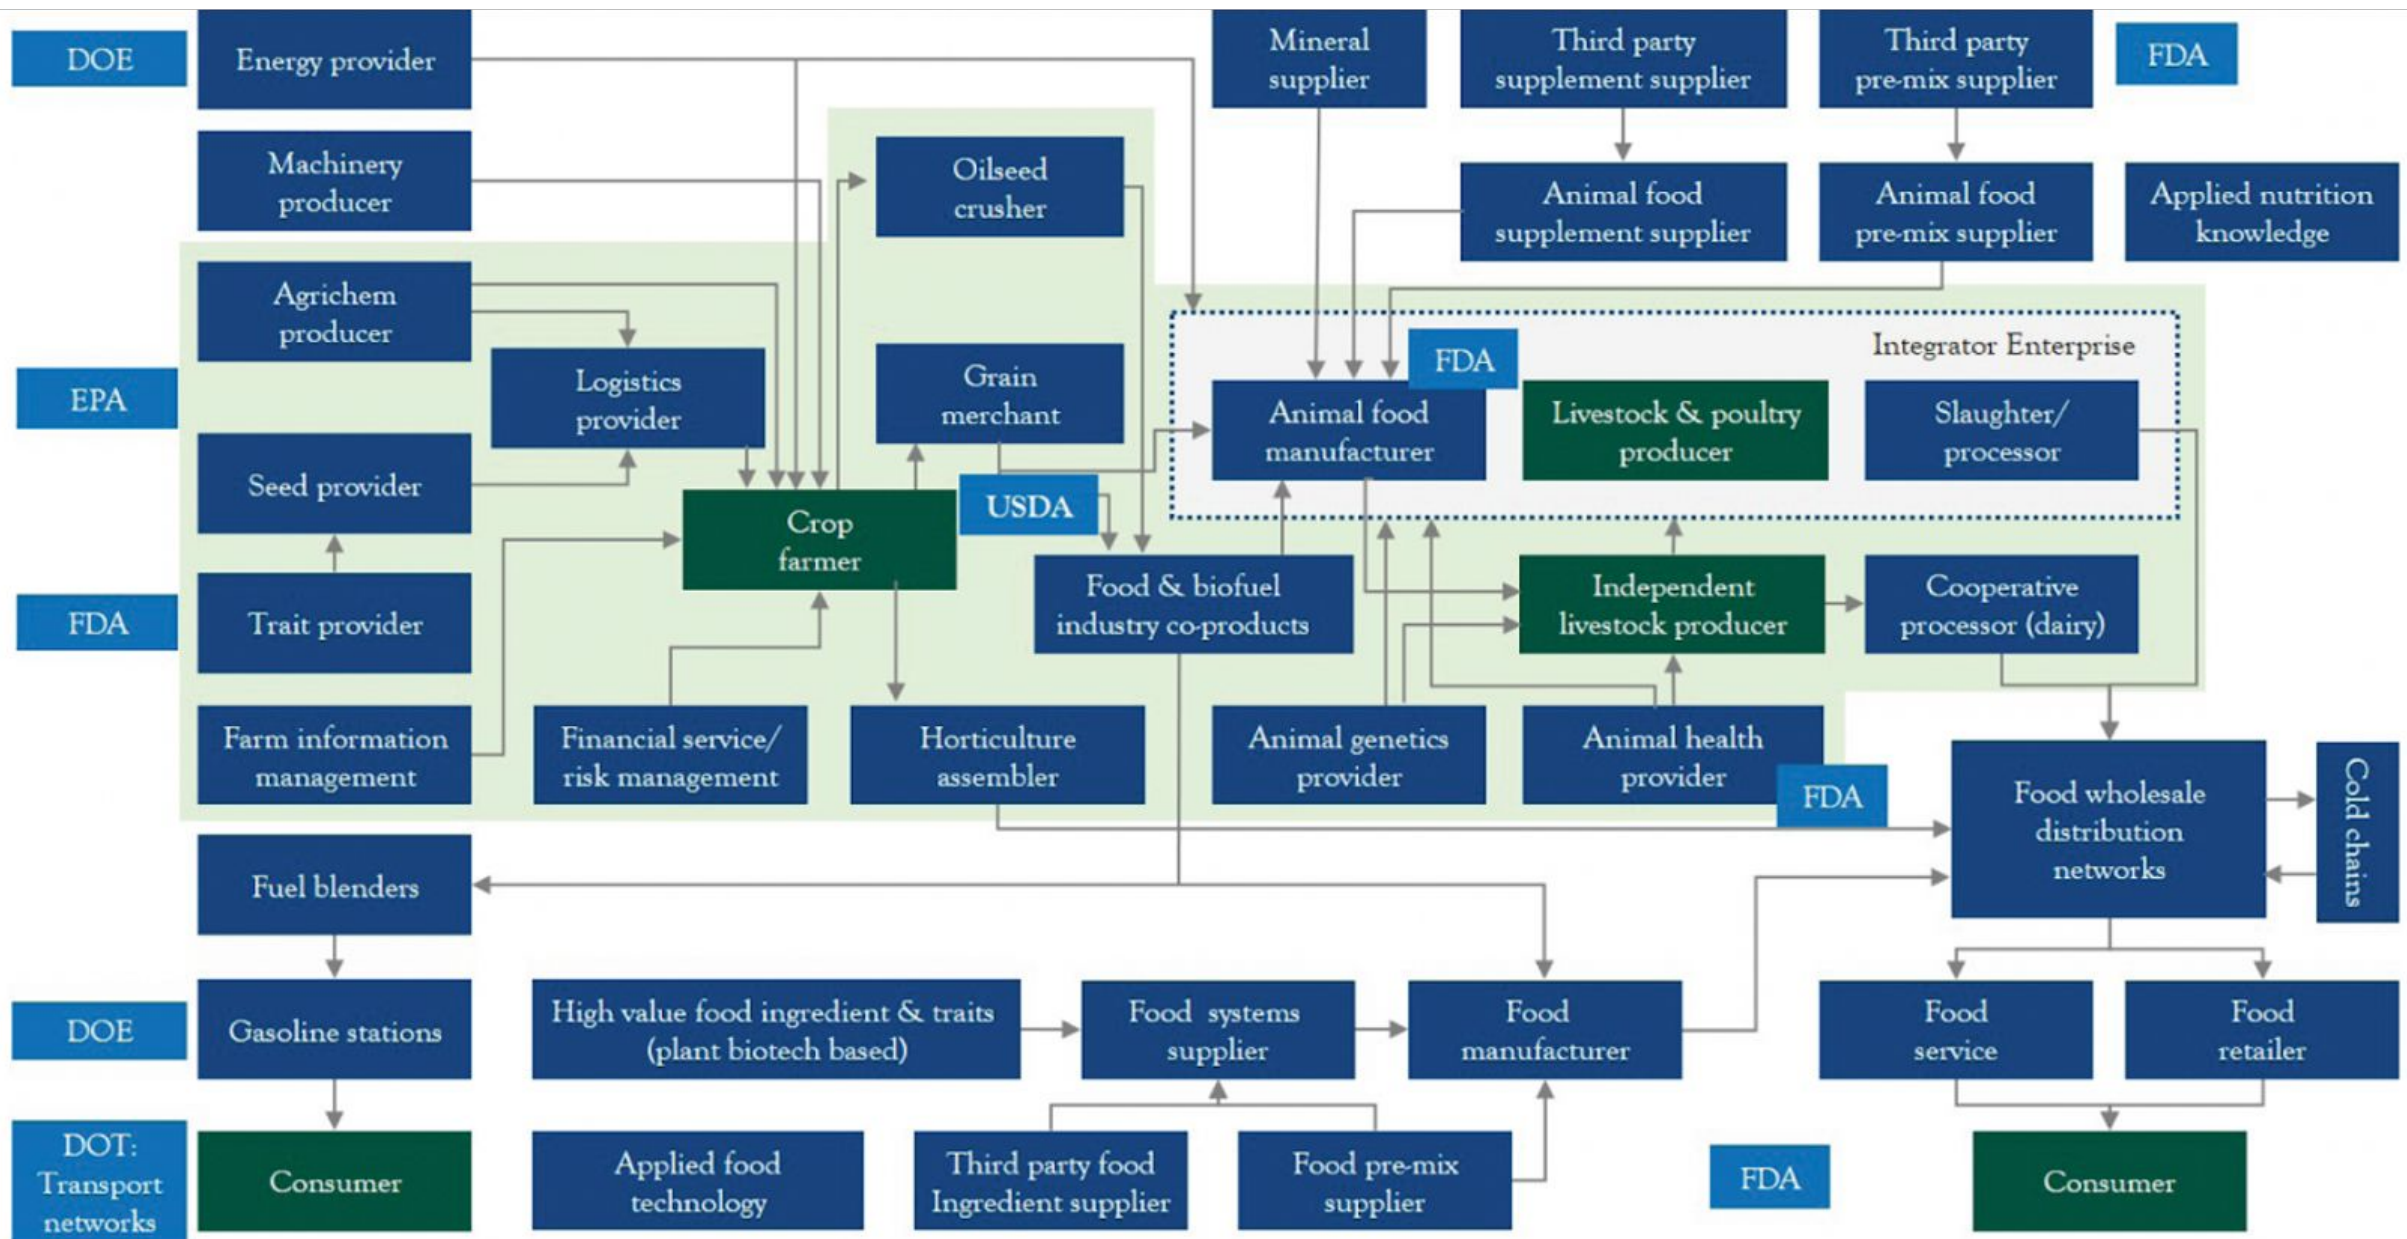 DOE
Energy provider
Mineral
supplier
Third party
supplement supplier
Third party
pre-mix supplier
FDA
Machinery
producer
Oilseed
crusher
Animal food
supplement supplier
Animal food
pre-mix supplier
Applied nutrition
knowledge
Agrichem
producer
Integrator Enterprise
EPA
Logistics
provider
Grain
merchant
FDA
Animal food
manufacturer
Livestock & poultry
producer
Slaughter/
processor
Seed provider
Crop
farmer
USDA
FDA
Trait provider
Food & biofuel
industry co-products
Independent
livestock producer
Cooperative
processor (dairy)
Farm information
management
Financial service/
risk management
Horticulture
assembler
Animal genetics
provider
Animal health
provider
FDA
Food wholesale
distribution
networks
Cold chains
Fuel blenders
DOE
Gasoline stations
High value food ingredient & traits
(plant biotech based)
Food systems
supplier
Food
manufacturer
Food
service
Food
retailer
DOT:
Transport
networks
Consumer
Applied food
technology
Third party food
Ingredient supplier
Food pre-mix
supplier
FDA
Consumer